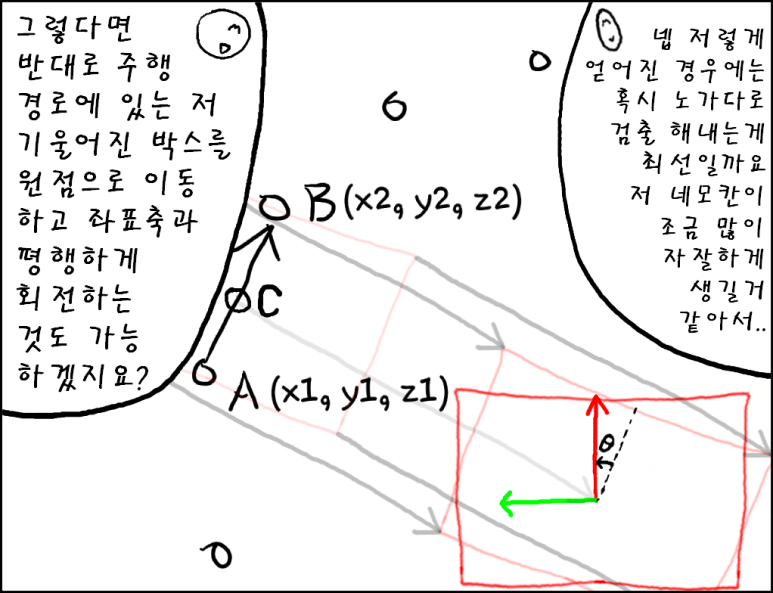 그렇다면
반대로 주행
경로에 있는 저
기울어진 박스를
원점으로 이동
하고 좌표축과
평행하게
회전하는
것도 가능
하겠지요?
넵 저렇게
얻어진 경우에는
혹시 노가다로
검출 해내는게
최선일까요
저 네모칸이
조금 많이
자잘하게
생길거
같아서..
B (x2, y2, z2)
C
A (x1, y1, z1)
θ